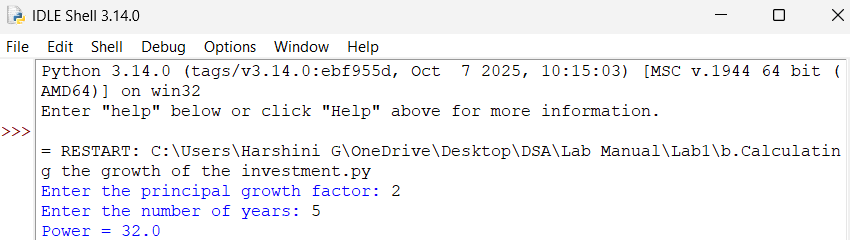 IDLE Shell 3.14.0
File Edit Shell Debug Options Window Help
Python 3.14.0 (tags/v3.14.0:ebf955d, Oct  7 2025, 10:15:03) [MSC v.1944 64 bit (
AMD64)] on win32
Enter "help" below or click "Help" above for more information.
>>>
= RESTART: C:\Users\Harshini G\OneDrive\Desktop\DSA\Lab Manual\Lab1\b.Calculatin
g the growth of the investment.py
Enter the principal growth factor: 2
Enter the number of years: 5
Power = 32.0